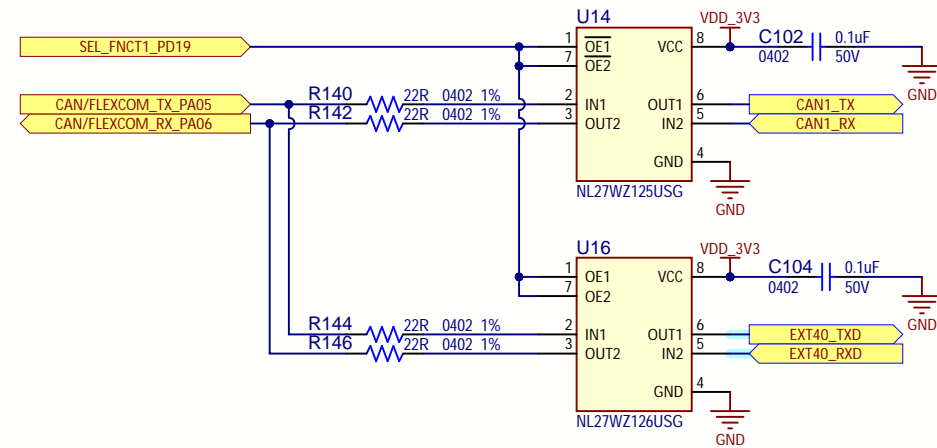 U14
VDD_3V3
SEL_FNCT1_PD19
1 OE1 VCC 8
C102 0.1uF
7 OE2
0402 50V
GND
CAN/FLEXCOM_TX_PA05
R140 22R 0402 1%
2 IN1 OUT1 6
CAN1_TX
CAN/FLEXCOM_RX_PA06
R142 22R 0402 1%
3 OUT2 IN2 5
CAN1_RX
GND 4
NL27WZ125USG
GND
U16
VDD_3V3
1 OE1 VCC 8
C104 0.1uF
7 OE2
0402 50V
GND
R144 22R 0402 1%
2 IN1 OUT1 6
EXT40_TXD
R146 22R 0402 1%
3 OUT2 IN2 5
EXT40_RXD
GND 4
NL27WZ126USG
GND